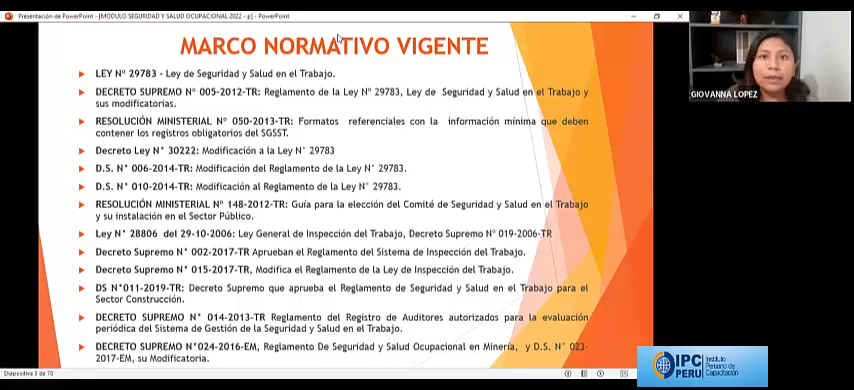 Presentación de PowerPoint - [MODULO SEGURIDAD Y SALUD OCUPACIONAL 2022 - p] - PowerPoint
MARCO NORMATIVO VIGENTE
LEY Nº 29783 - Ley de Seguridad y Salud en el Trabajo.
DECRETO SUPREMO Nº 005-2012-TR: Reglamento de la Ley Nº 29783, Ley de Seguridad y Salud en el Trabajo y
sus modificatorias.
RESOLUCIÓN MINISTERIAL Nº 050-2013-TR: Formatos referenciales con la información mínima que deben
contener los registros obligatorios del SGSST.
Decreto Ley N° 30222: Modificación a la Ley N° 29783
D.S. N° 006-2014-TR: Modificación del Reglamento de la Ley N° 29783.
D.S. N° 010-2014-TR: Modificación al Reglamento de la Ley N° 29783.
RESOLUCIÓN MINISTERIAL Nº 148-2012-TR: Guía para la elección del Comité de Seguridad y Salud en el Trabajo
y su instalación en el Sector Público.
Ley N° 28806 del 29-10-2006: Ley General de Inspección del Trabajo, Decreto Supremo Nº 019-2006-TR
Decreto Supremo N° 002-2017-TR Aprueban el Reglamento del Sistema de Inspección del Trabajo.
Decreto Supremo N° 015-2017-TR, Modifica el Reglamento de la Ley de Inspección del Trabajo.
DS N°011-2019-TR: Decreto Supremo que aprueba el Reglamento de Seguridad y Salud en el Trabajo para el
Sector Construcción.
DECRETO SUPREMO N° 014-2013-TR Reglamento del Registro de Auditores autorizados para la evaluación
periódica del Sistema de Gestión de la Seguridad y Salud en el Trabajo.
DECRETO SUPREMO N°024-2016-EM, Reglamento De Seguridad y Salud Ocupacional en Minería, y D.S. N° 023-
2017-EM, su Modificatoria.
Diapositiva 3 de 70
GIOVANNA LOPEZ
IPC
PERU
Instituto
Peruano de
Capacitación